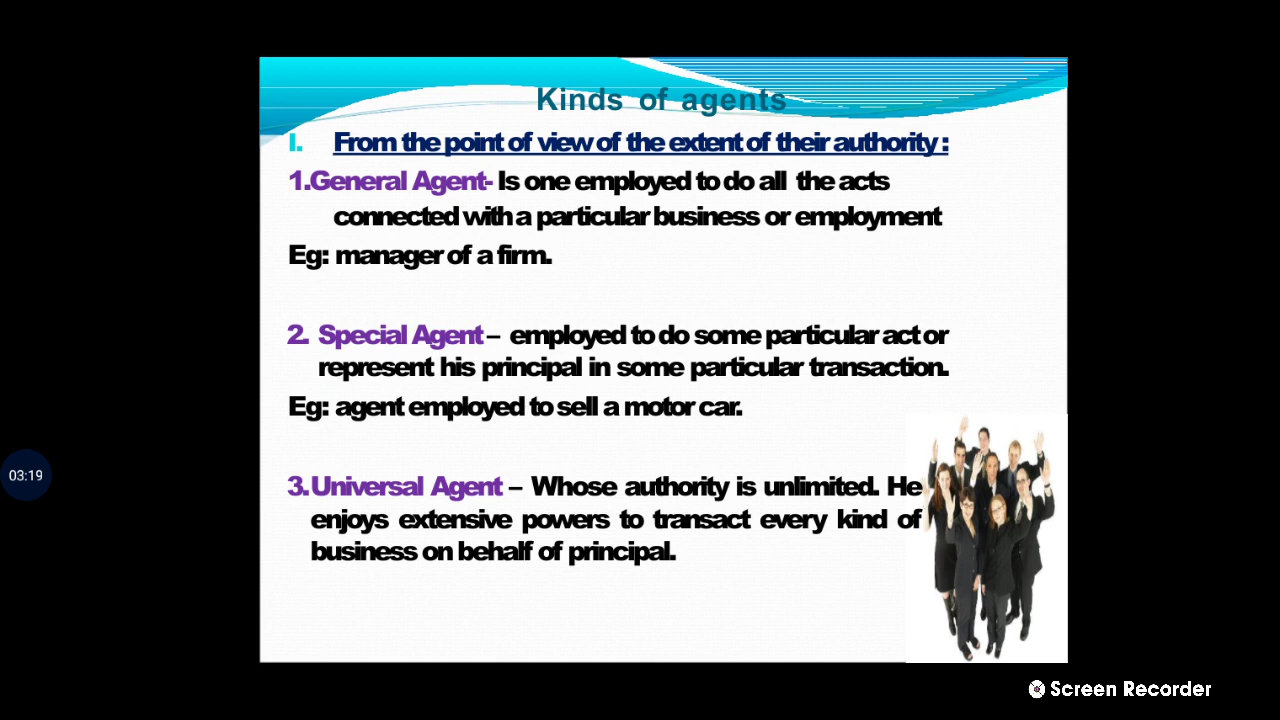 Kinds of agents
I. From the point of view of the extent of their authority :
1.General Agent- Is one employed to do all the acts
connected with a particular business or employment
Eg: manager of a firm.
2. Special Agent – employed to do some particular act or
represent his principal in some particular transaction.
Eg: agent employed to sell a motor car.
3.Universal Agent – Whose authority is unlimited. He
enjoys extensive powers to transact every kind of
business on behalf of principal.
03:19
Screen Recorder